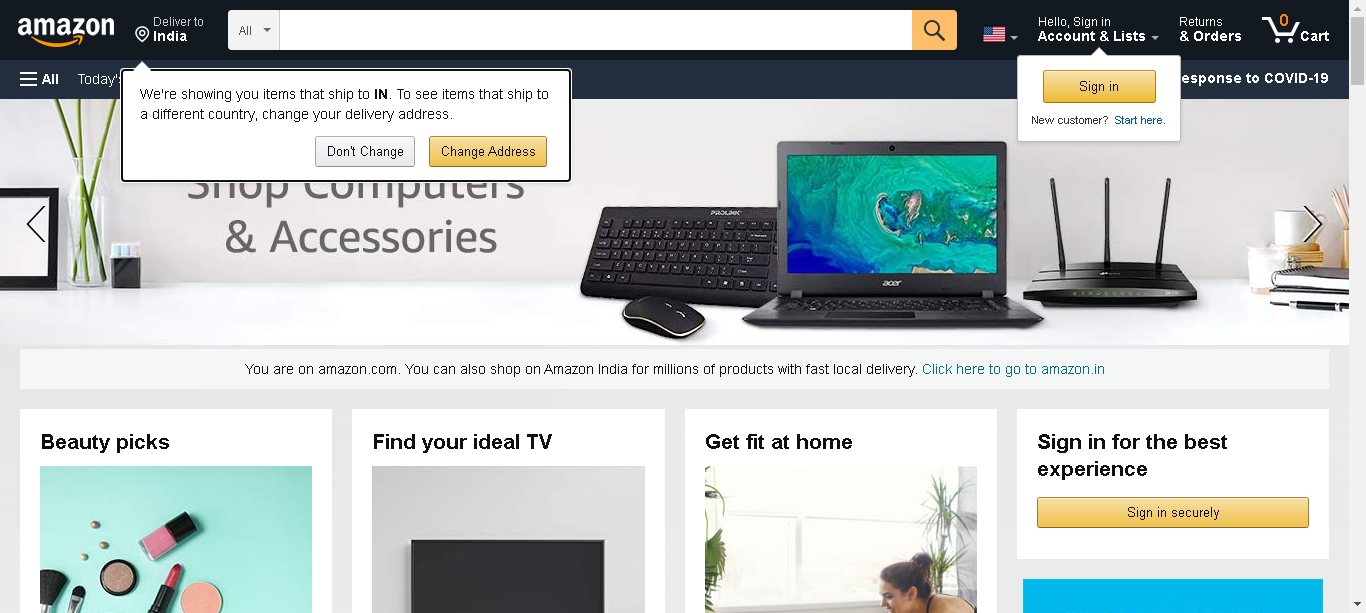 amazon
Deliver to
India
All
Hello, Sign in
Account & Lists
Returns
& Orders
0
Cart
All
Today's
esponse to COVID-19
We're showing you items that ship to IN. To see items that ship to
a different country, change your delivery address.
Don't Change
Change Address
Sign in
New customer? Start here.
Shop Computers
& Accessories
PROLINK
acer
You are on amazon.com. You can also shop on Amazon India for millions of products with fast local delivery. Click here to go to amazon.in
Beauty picks
Find your ideal TV
Get fit at home
Sign in for the best
experience
Sign in securely